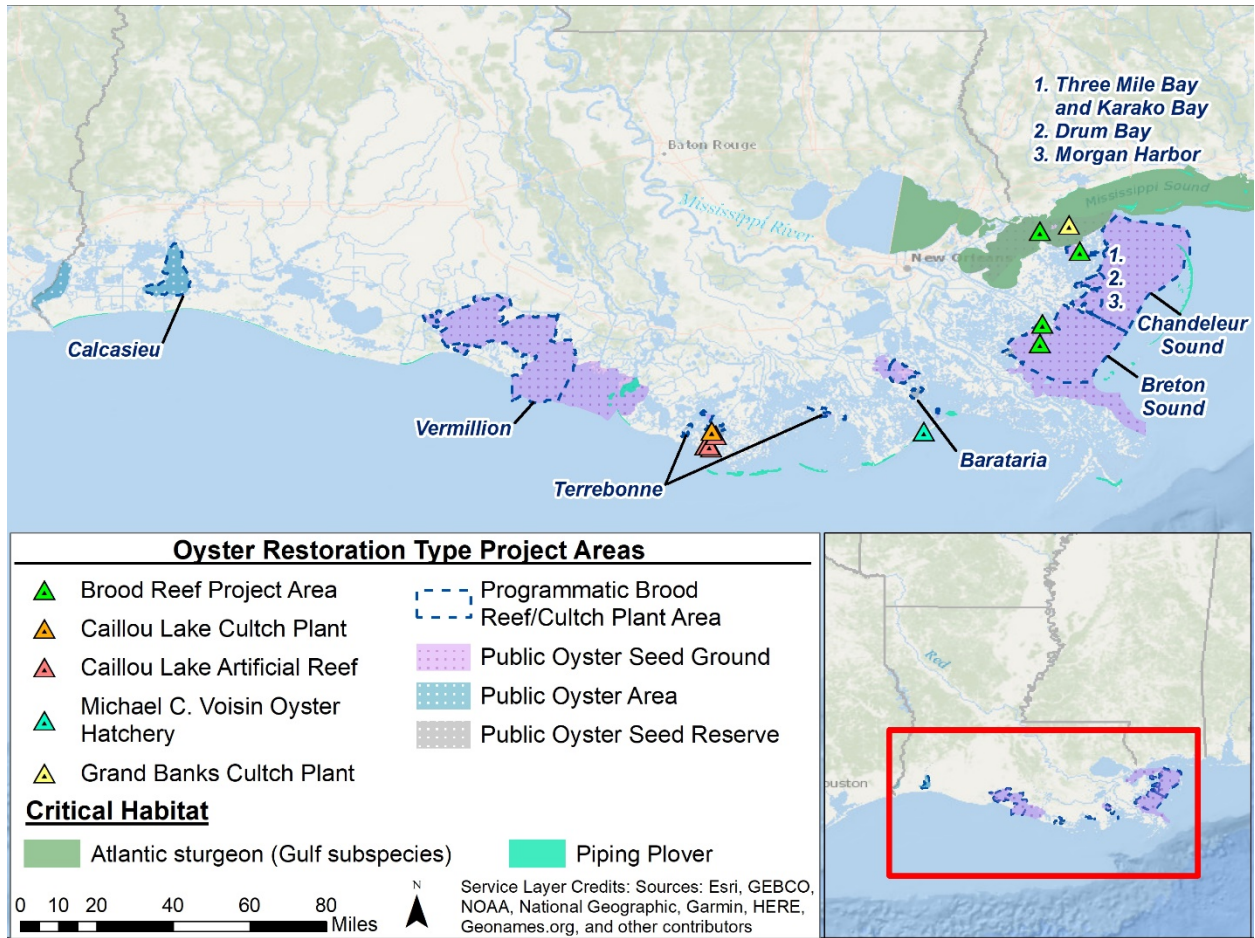 1. Three Mile Bay
and Karako Bay
2. Drum Bay
3. Morgan Harbor
Baton Rouge
Mississippi River
Mississippi Sound
New Orleans
1.
2.
3.
Chandeleur
Sound
Breton
Sound
Calcasieu
Vermillion
Terrebonne
Barataria
Oyster Restoration Type Project Areas
Brood Reef Project Area
Caillou Lake Cultch Plant
Caillou Lake Artificial Reef
Michael C. Voisin Oyster
Hatchery
Grand Banks Cultch Plant
Programmatic Brood
Reef/Cultch Plant Area
Public Oyster Seed Ground
Public Oyster Area
Public Oyster Seed Reserve
Critical Habitat
Atlantic sturgeon (Gulf subspecies)
Piping Plover
0 10 20 40 60 80
Miles
N
Service Layer Credits: Sources: Esri, GEBCO,
NOAA, National Geographic, Garmin, HERE,
Geonames.org, and other contributors
Red
ouston